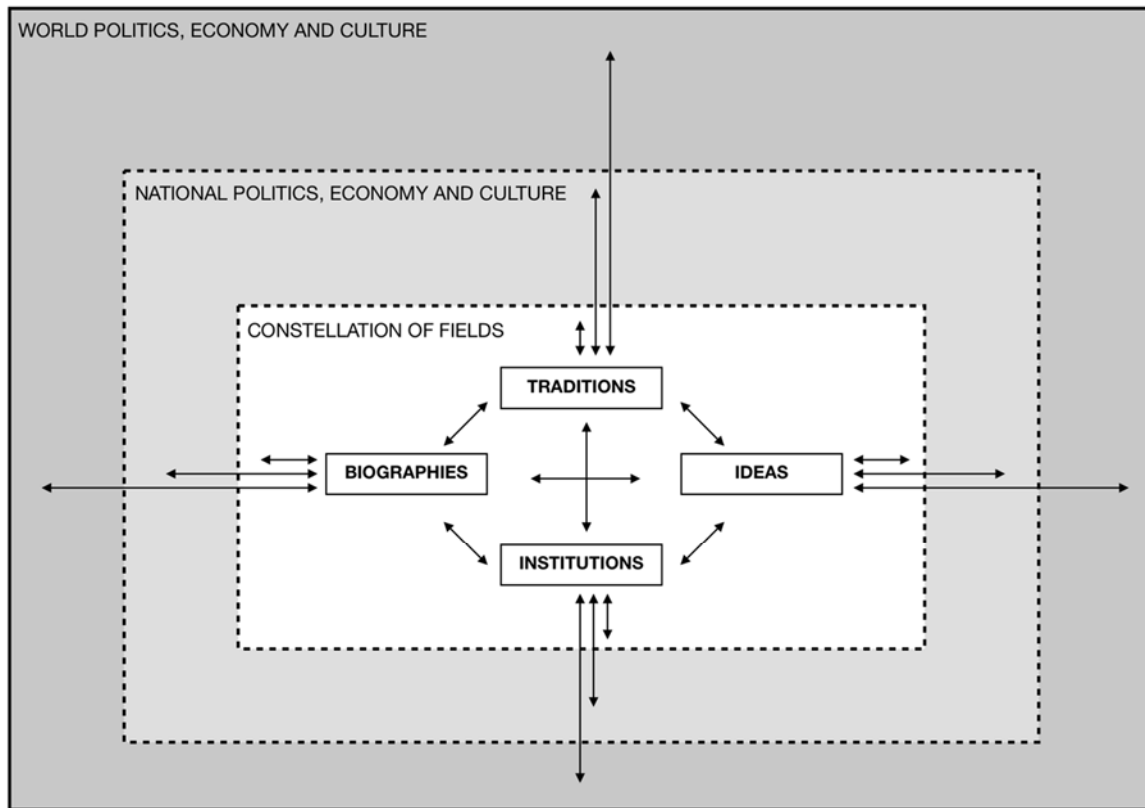 WORLD POLITICS, ECONOMY AND CULTURE
NATIONAL POLITICS, ECONOMY AND CULTURE
CONSTELLATION OF FIELDS
TRADITIONS
BIOGRAPHIES
IDEAS
INSTITUTIONS